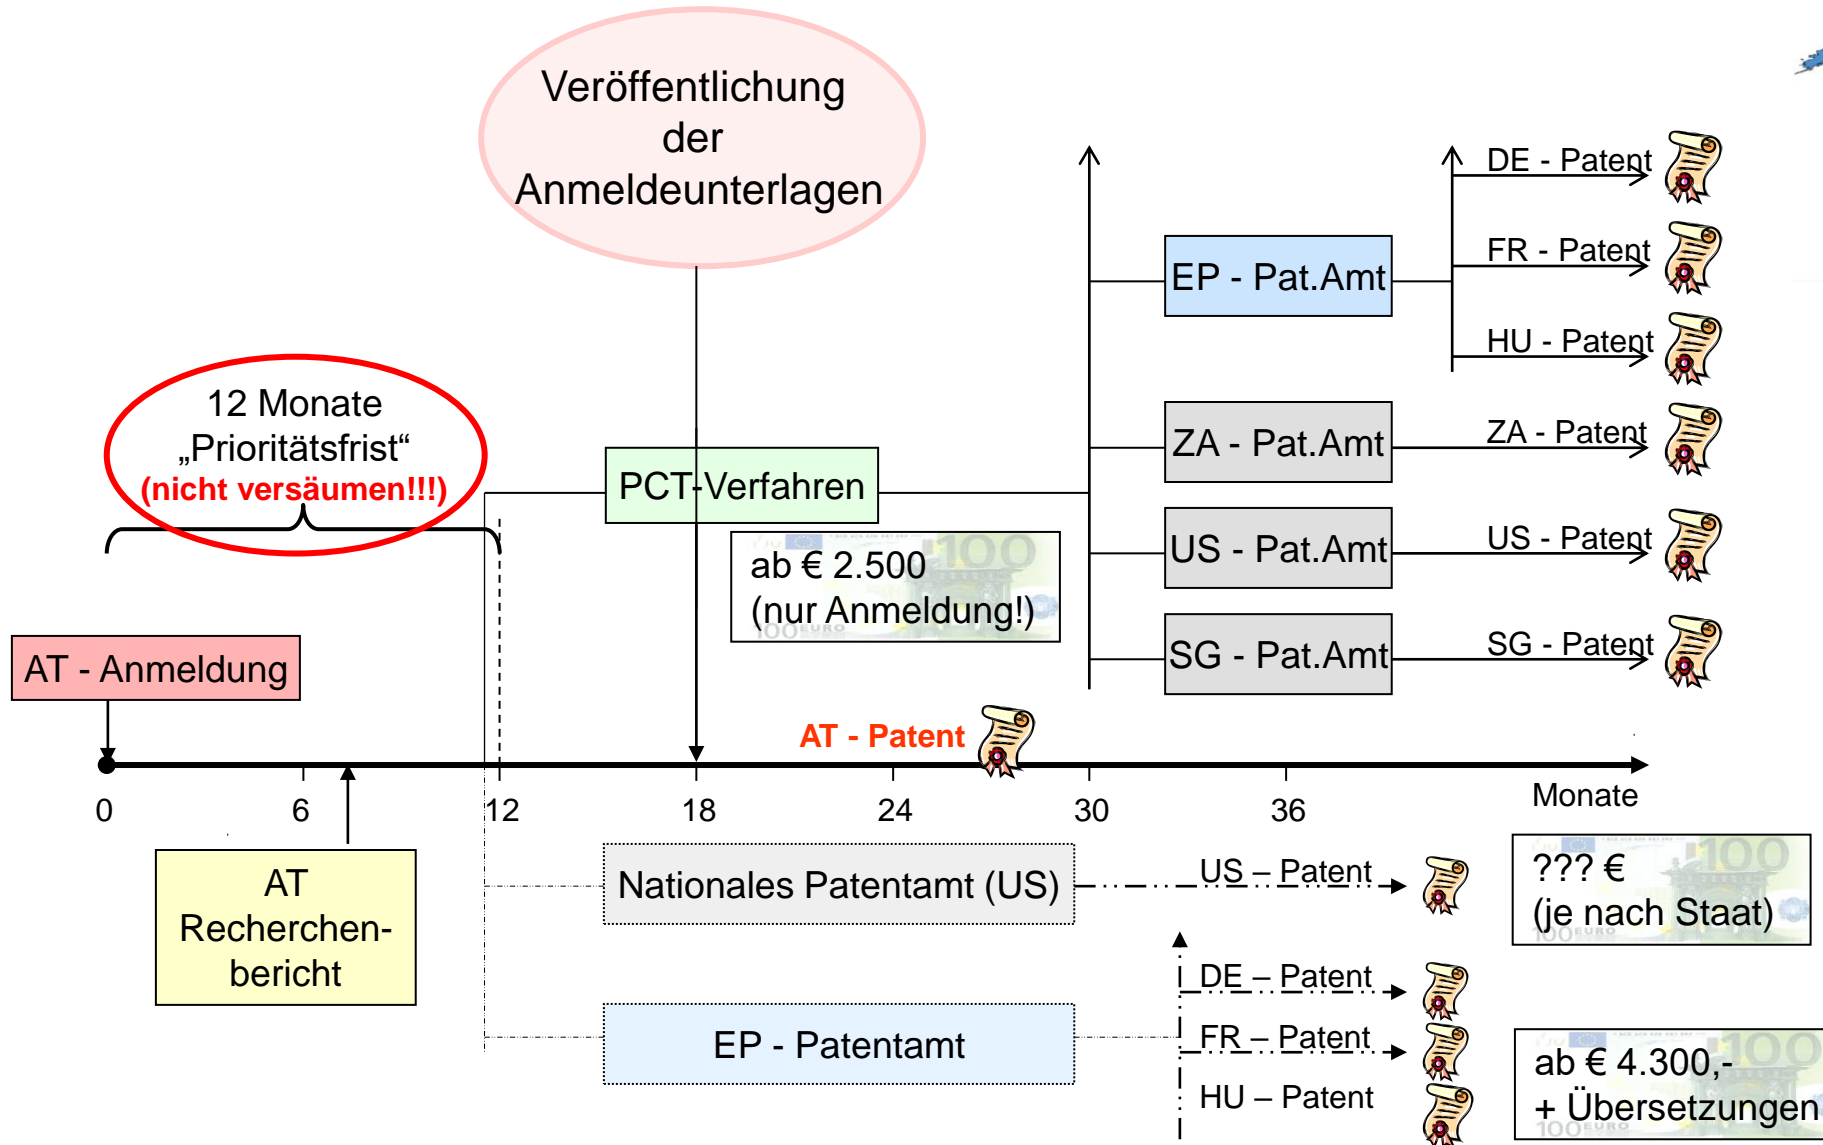 Veröffentlichung
der
Anmeldeunterlagen
DE - Patent
FR - Patent
HU - Patent
EP - Pat.Amt
12 Monate
„Prioritätsfrist“
(nicht versäumen!!!)
PCT-Verfahren
ZA - Pat.Amt
ZA - Patent
US - Pat.Amt
US - Patent
SG - Pat.Amt
SG - Patent
ab € 2.500
(nur Anmeldung!)
AT - Anmeldung
AT - Patent
0 6 12 18 24 30 36 Monate
AT
Recherchen-
bericht
Nationales Patentamt (US)
US – Patent
??? €
(je nach Staat)
EP - Patentamt
DE – Patent
FR – Patent
HU – Patent
ab € 4.300,-
+ Übersetzungen